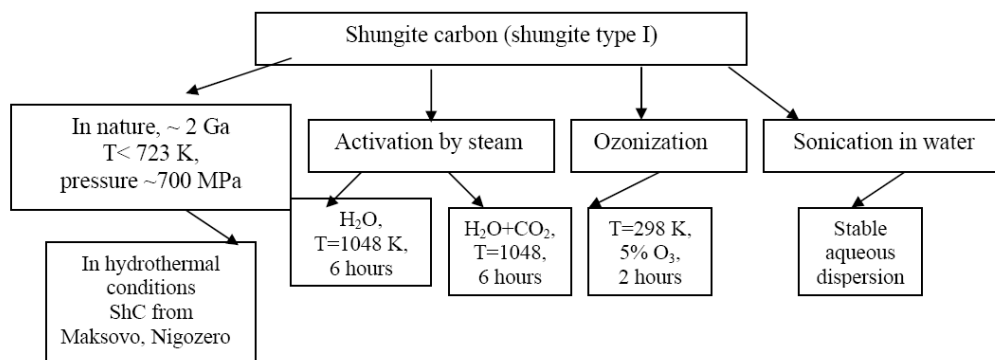 Shungite carbon (shungite type I)
In nature, ~ 2 Ga
T< 723 K,
pressure ~700 MPa
Activation by steam
Ozonization
Sonication in water
H₂O,
T=1048 K,
6 hours
H₂O+CO₂,
T=1048,
6 hours
T=298 K,
5% O₃,
2 hours
Stable
aqueous
dispersion
In hydrothermal
conditions
ShC from
Maksovo, Nigozero